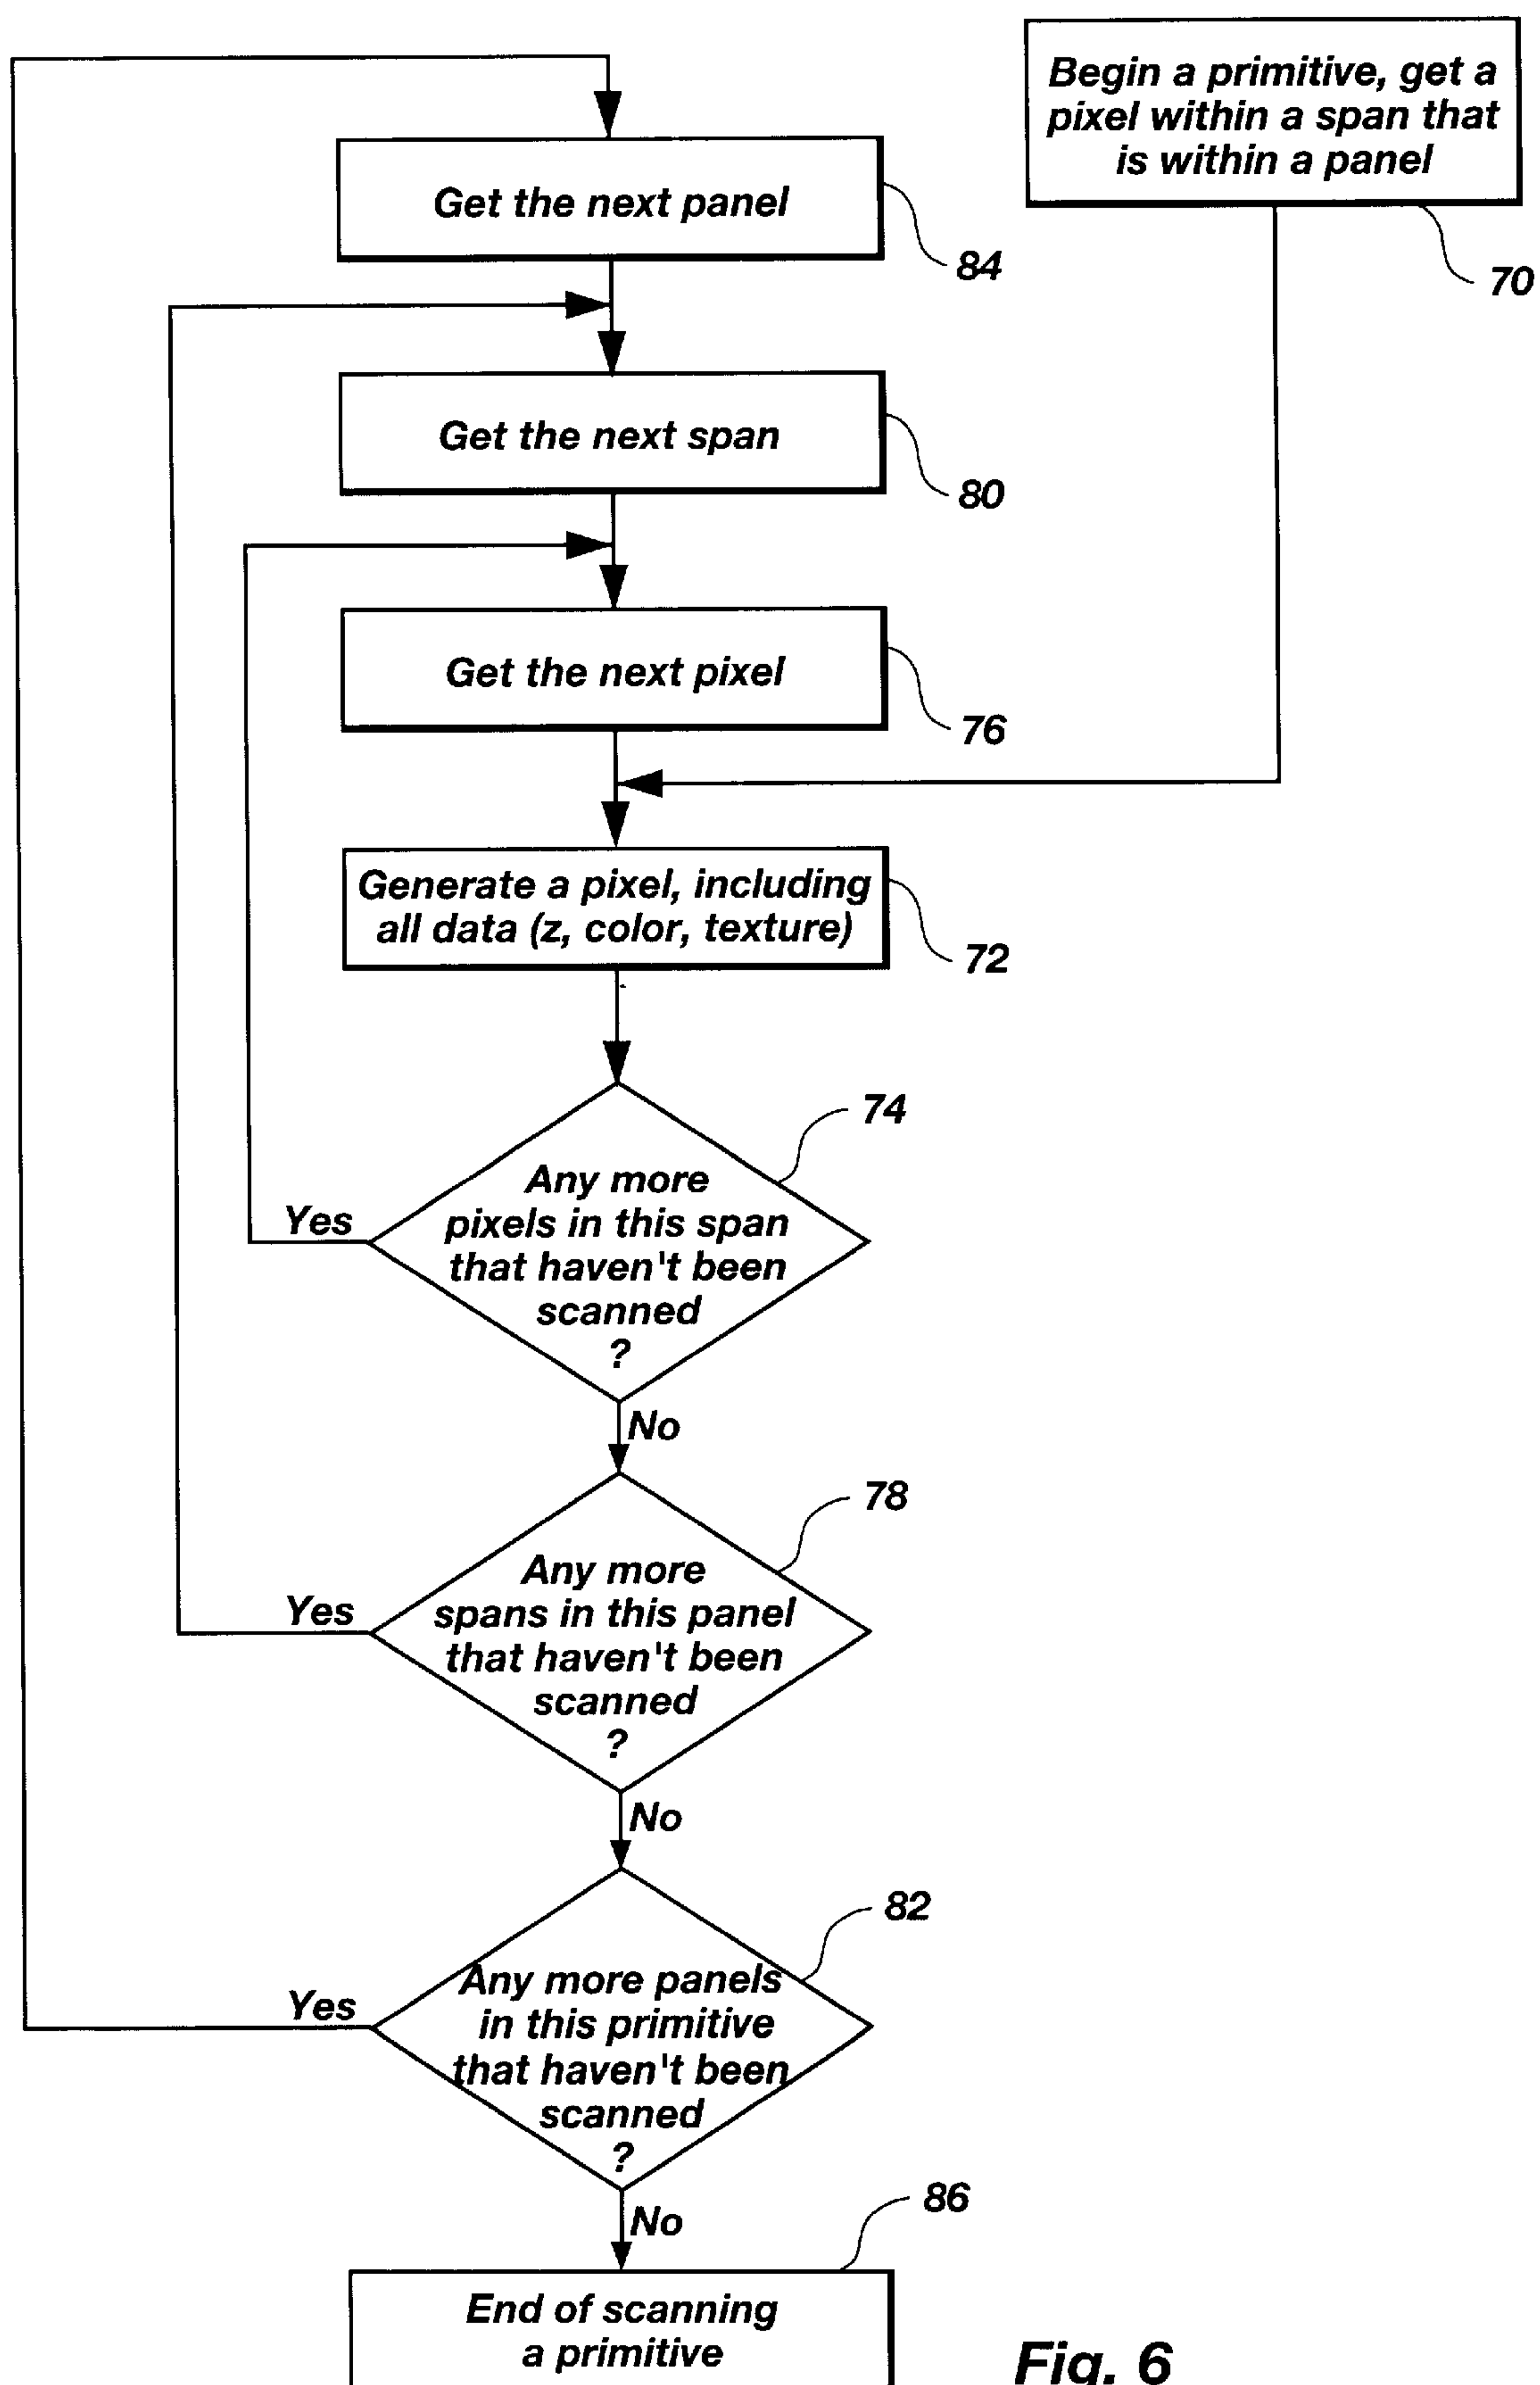 Begin a primitive, get a
pixel within a span that
is within a panel
70
Get the next panel
84
Get the next span
80
Get the next pixel
76
Generate a pixel, including
all data (z, color, texture)
72
74
Any more
pixels in this span
that haven't been
scanned
?
Yes
No
78
Any more
spans in this panel
that haven't been
scanned
?
Yes
No
82
Any more panels
in this primitive
that haven't been
scanned
?
Yes
No
86
End of scanning
a primitive
Fig. 6